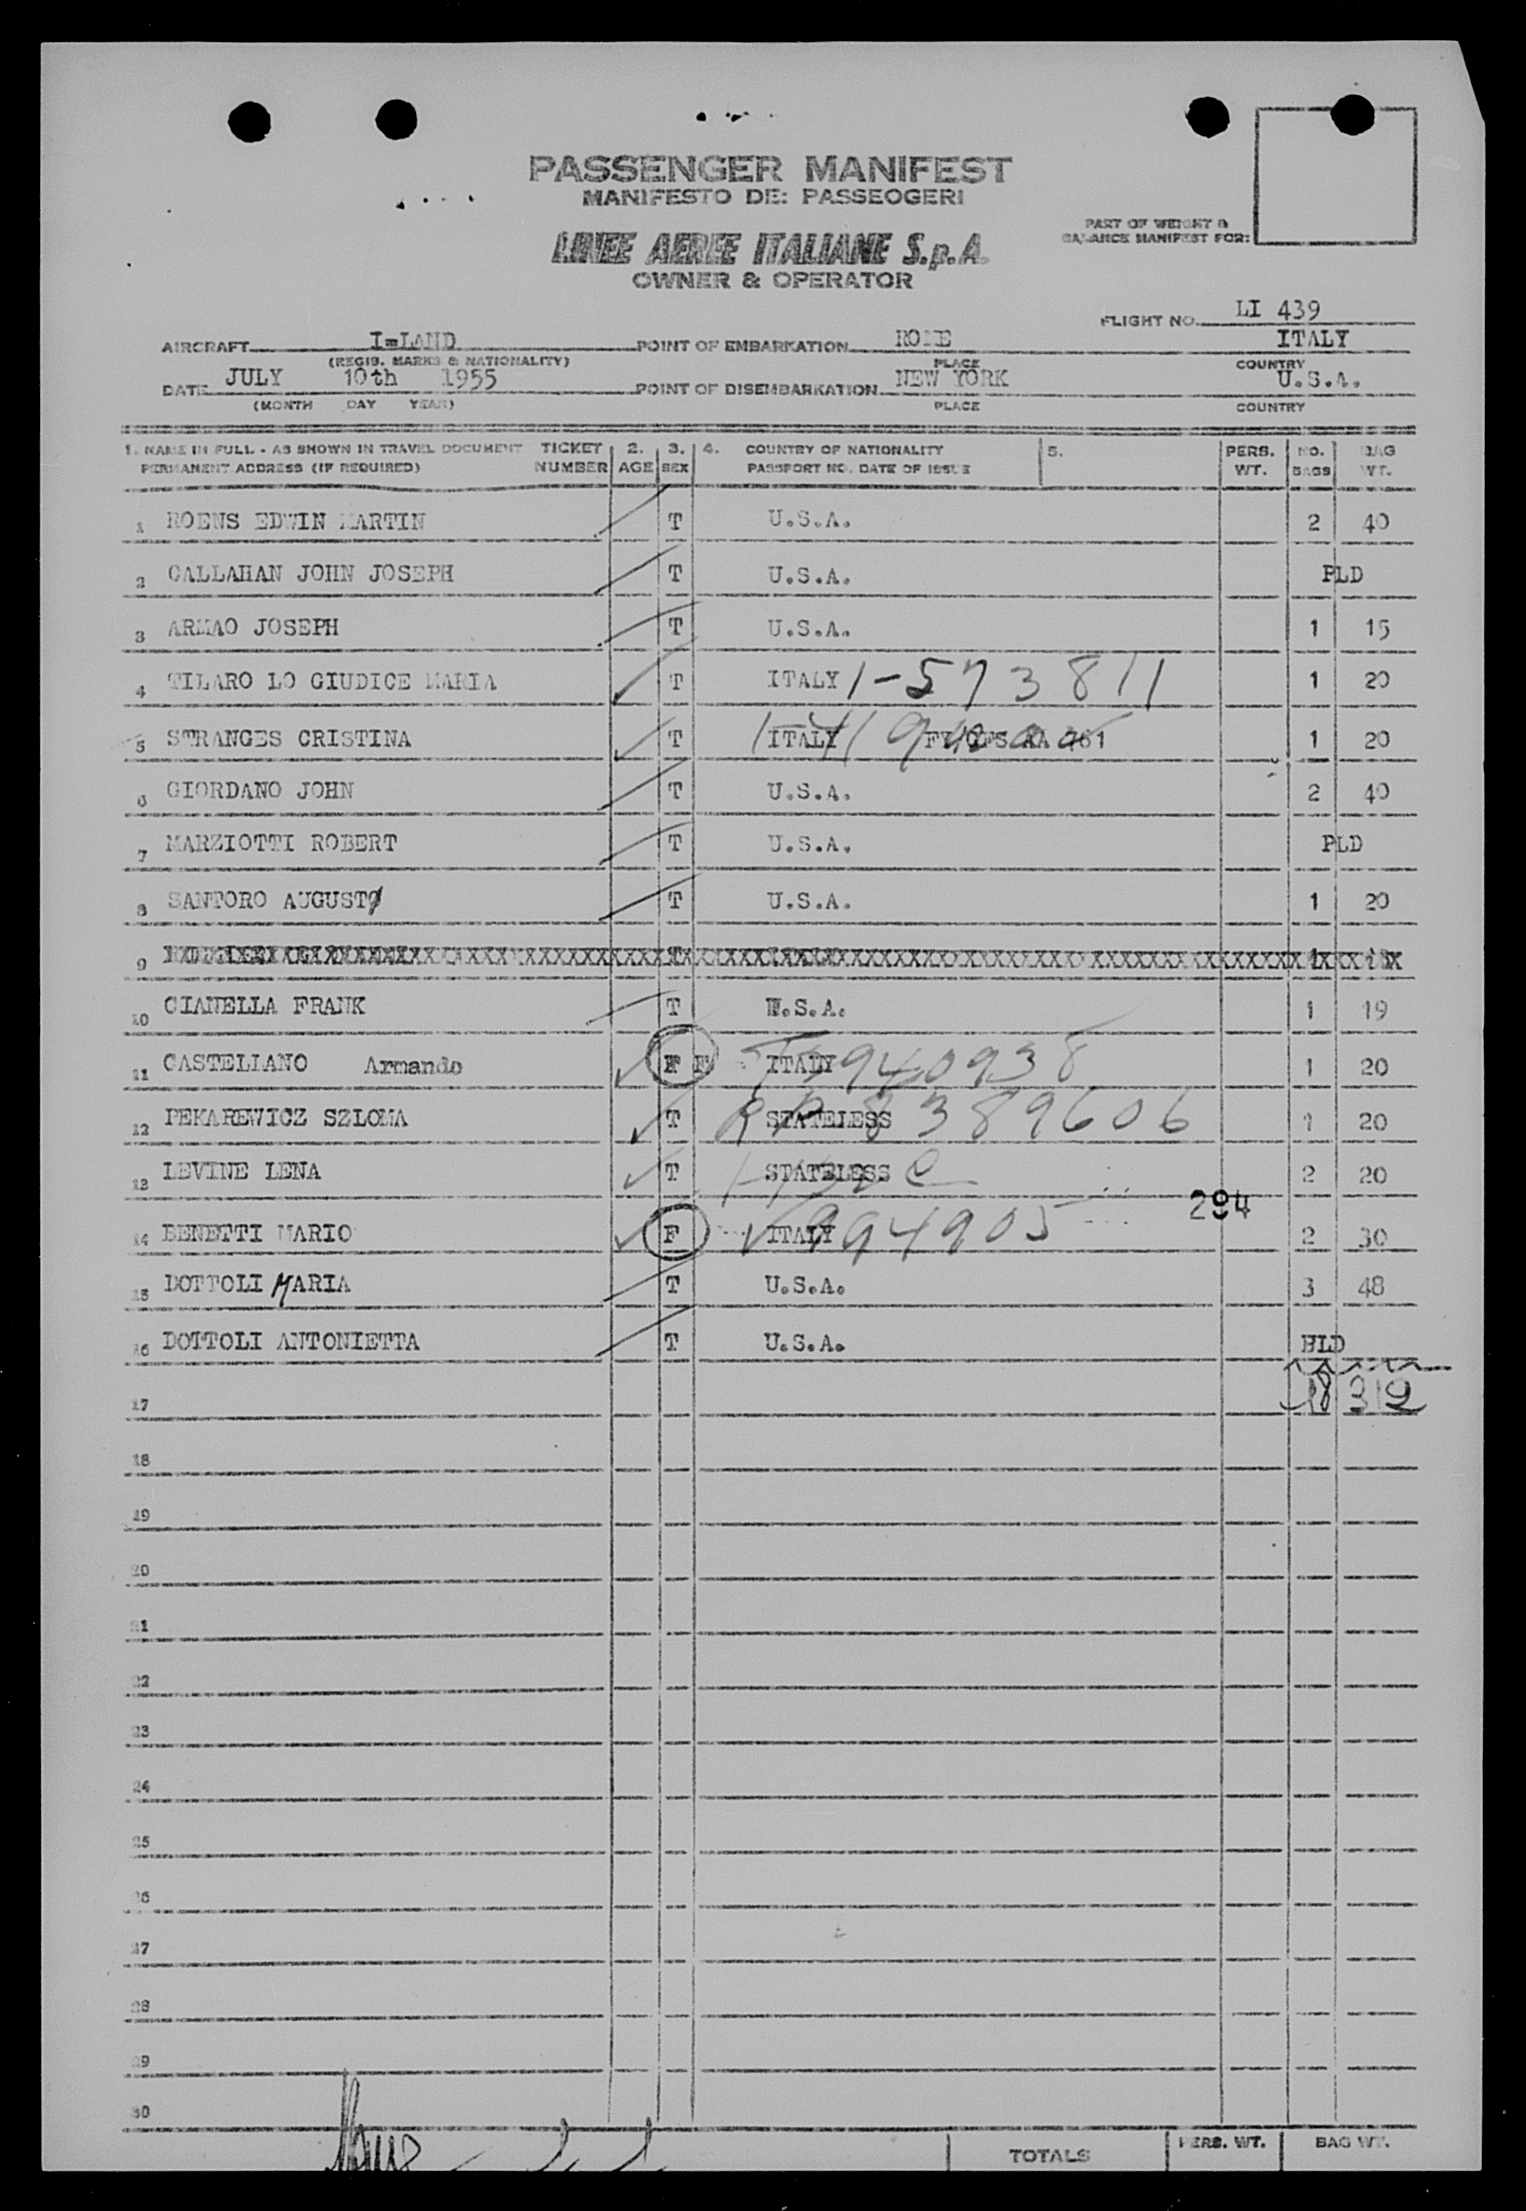 PASSENGER MANIFEST
MANIFESTO DE: PASSEOGERI
LINEE AEREE ITALIANE S.p.A.
OWNER & OPERATOR
PART OF WEIGHT &
BALANCE MANIFEST FOR:
FLIGHT NO. LI 439
AIRCRAFT I-LAND POINT OF EMBARKATION ROME ITALY
(REGIS. MARKS & NATIONALITY) PLACE COUNTRY
DATE JULY 10th 1955 POINT OF DISEMBARKATION NEW YORK U.S.A.
(MONTH DAY YEAR) PLACE COUNTRY
1. NAME IN FULL - AS SHOWN IN TRAVEL DOCUMENT TICKET 2. 3. 4. COUNTRY OF NATIONALITY 5. PERS. NO. BAG
PERMANENT ADDRESS (IF REQUIRED) NUMBER AGE SEX PASSPORT NO. DATE OF ISSUE WT. BAGS WT.
1 ROENS EDWIN MARTIN T U.S.A. 2 40
2 CALLAHAN JOHN JOSEPH T U.S.A. PLD
3 ARMAO JOSEPH T U.S.A. 1 15
4 TILARO LO GIUDICE MARIA T ITALY 1-573811 1 20
5 STRANGES CRISTINA T ITALY 1 20
6 GIORDANO JOHN T U.S.A. 2 40
7 MARZIOTTI ROBERT T U.S.A. PLD
8 SANTORO AUGUSTO T U.S.A. 1 20
9
10 CIANELLA FRANK T U.S.A. 1 19
11 CASTELLANO Armando F F ITALY 940938 1 20
12 PEKAREWICZ SZLOMA T STATELESS RP 8389606 1 20
13 LEVINE LENA T STATELESS 2 20
294
14 BENETTI MARIO F ITALY 994905 2 30
15 DOTTOLI MARIA T U.S.A. 3 48
16 DOTTOLI ANTONIETTA T U.S.A. HLD
17 18 312
18
19
20
21
22
23
24
25
26
27
28
29
30
TOTALS PERS. WT. BAG WT.